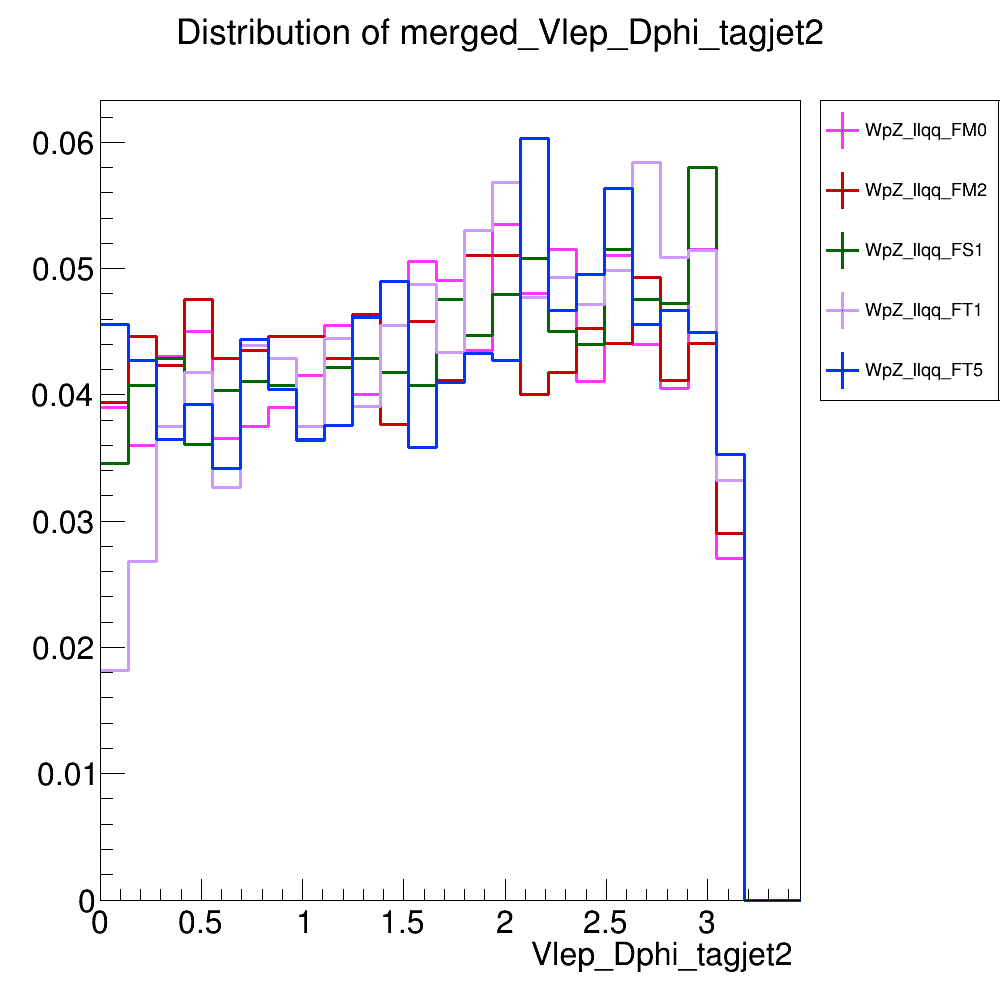 Distribution of merged_Vlep_Dphi_tagjet2
WpZ_llqq_FM0
WpZ_llqq_FM2
WpZ_llqq_FS1
WpZ_llqq_FT1
WpZ_llqq_FT5
0.06
0.05
0.04
0.03
0.02
0.01
0
0 0.5 1 1.5 2 2.5 3
Vlep_Dphi_tagjet2